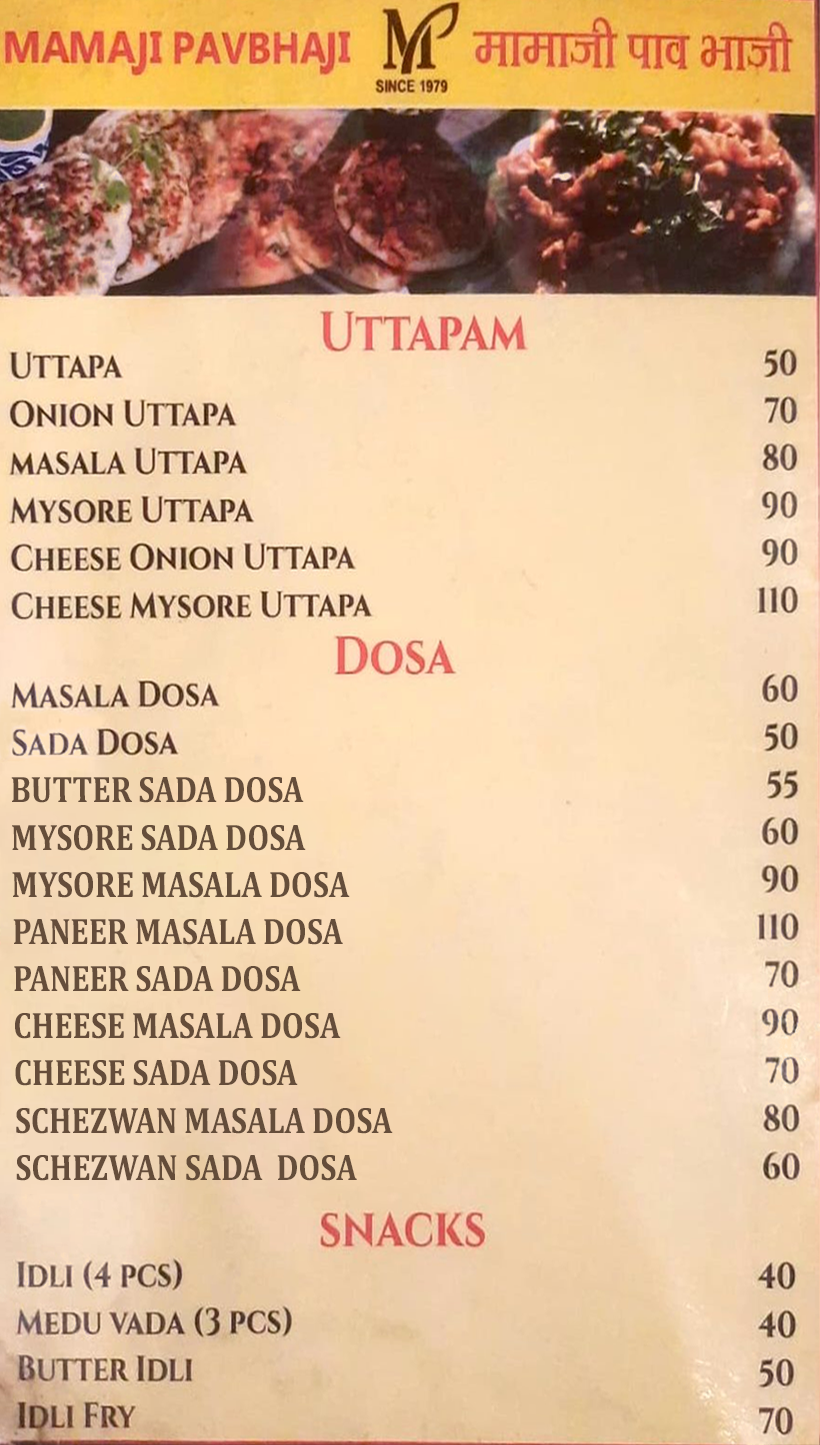 MAMAJI PAVBHAJI M मामाजी पाव भाजी
SINCE 1979
UTTAPAM
UTTAPA 50
ONION UTTAPA 70
MASALA UTTAPA 80
MYSORE UTTAPA 90
CHEESE ONION UTTAPA 90
CHEESE MYSORE UTTAPA 110
DOSA
MASALA DOSA 60
SADA DOSA 50
BUTTER SADA DOSA 55
MYSORE SADA DOSA 60
MYSORE MASALA DOSA 90
PANEER MASALA DOSA 110
PANEER SADA DOSA 70
CHEESE MASALA DOSA 90
CHEESE SADA DOSA 70
SCHEZWAN MASALA DOSA 80
SCHEZWAN SADA DOSA 60
SNACKS
IDLI (4 PCS) 40
MEDU VADA (3 PCS) 40
BUTTER IDLI 50
IDLI FRY 70